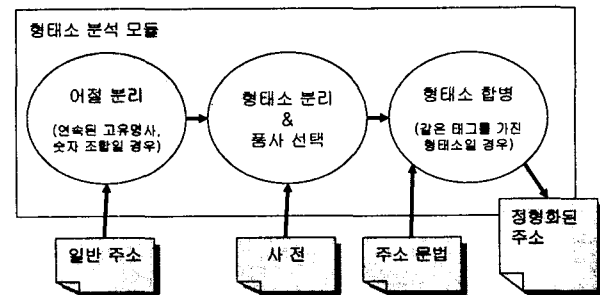 형태소 분석 모듈
어절 분리
(연속된 고유명사,
숫자 조합일 경우)
형태소 분리
&
품사 선택
형태소 합병
(같은 태그를 가진
형태소일 경우)
일반 주소
사 전
주소 문법
정형화된
주소